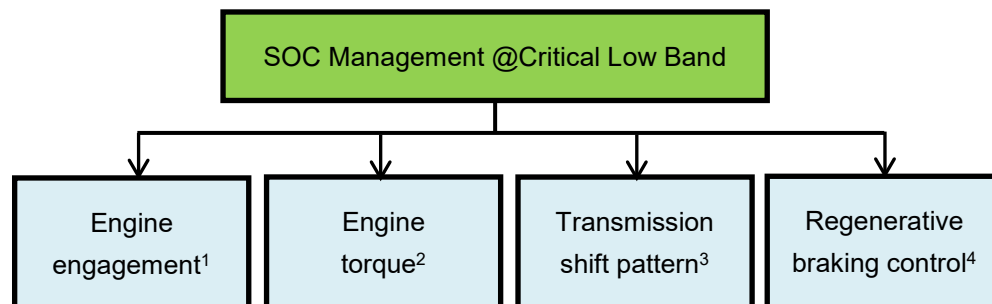 SOC Management @Critical Low Band
Engine
engagement¹
Engine
torque²
Transmission
shift pattern³
Regenerative
braking control⁴